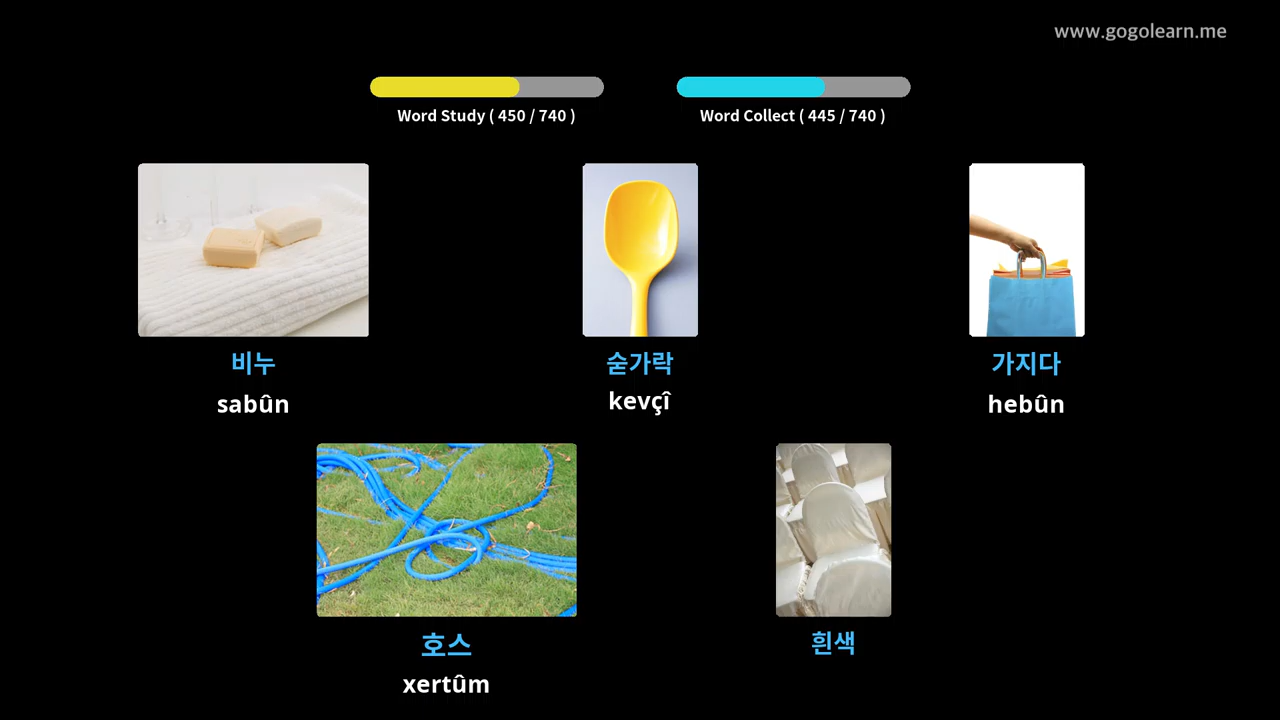 www.gogolearn.me
Word Study ( 450 / 740 )
Word Collect ( 445 / 740 )
비누
숟가락
가지다
sabûn
kevçî
hebûn
호스
흰색
xertûm